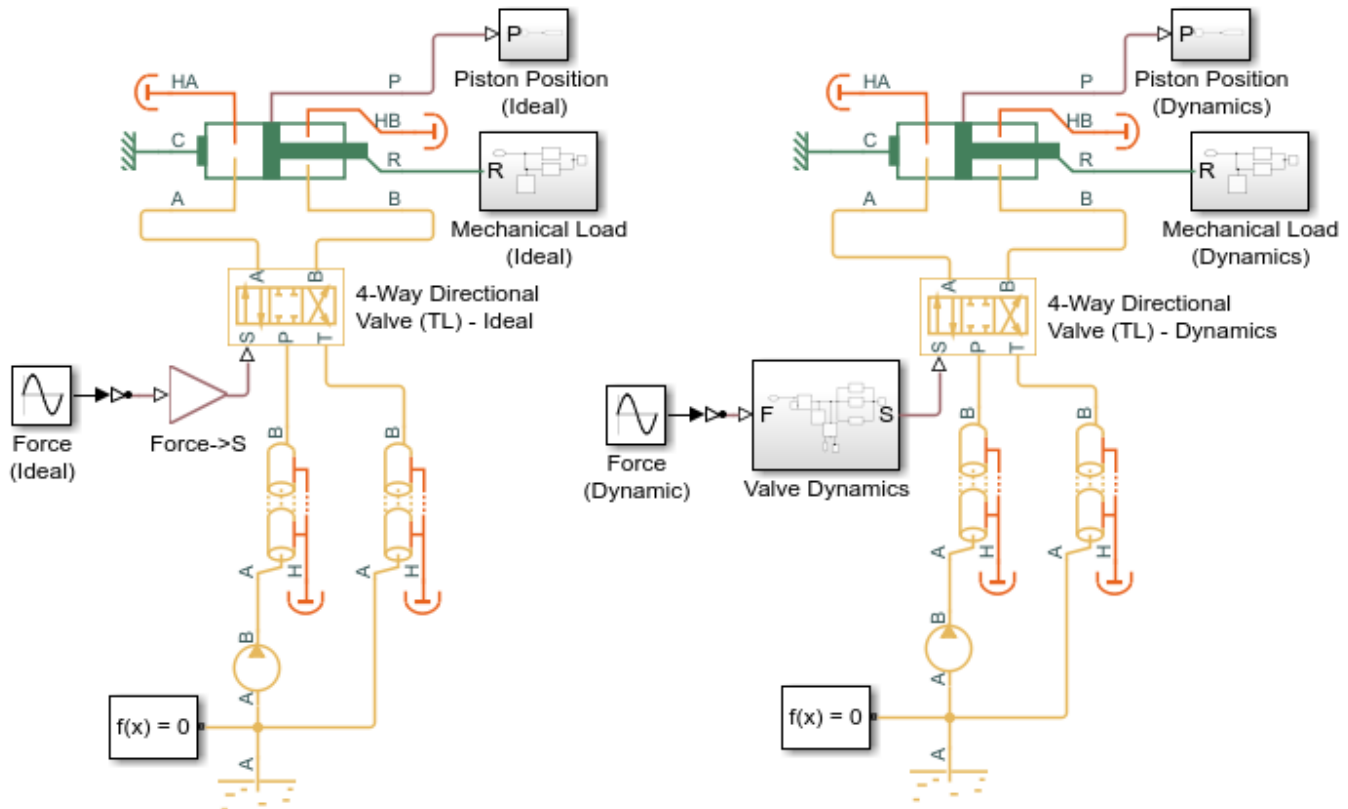 P
Piston Position
(Ideal)
HA
P
HB
C
R
R
Mechanical Load
(Ideal)
A
B
A
B
4-Way Directional
Valve (TL) - Ideal
S
P
T
Force
(Ideal)
Force->S
B
B
A
H
A
H
B
A
f(x) = 0
A
P
Piston Position
(Dynamics)
HA
P
HB
C
R
R
Mechanical Load
(Dynamics)
A
B
A
B
4-Way Directional
Valve (TL) - Dynamics
S
P
T
F
S
Force
(Dynamic)
Valve Dynamics
B
B
A
H
A
H
B
A
f(x) = 0
A